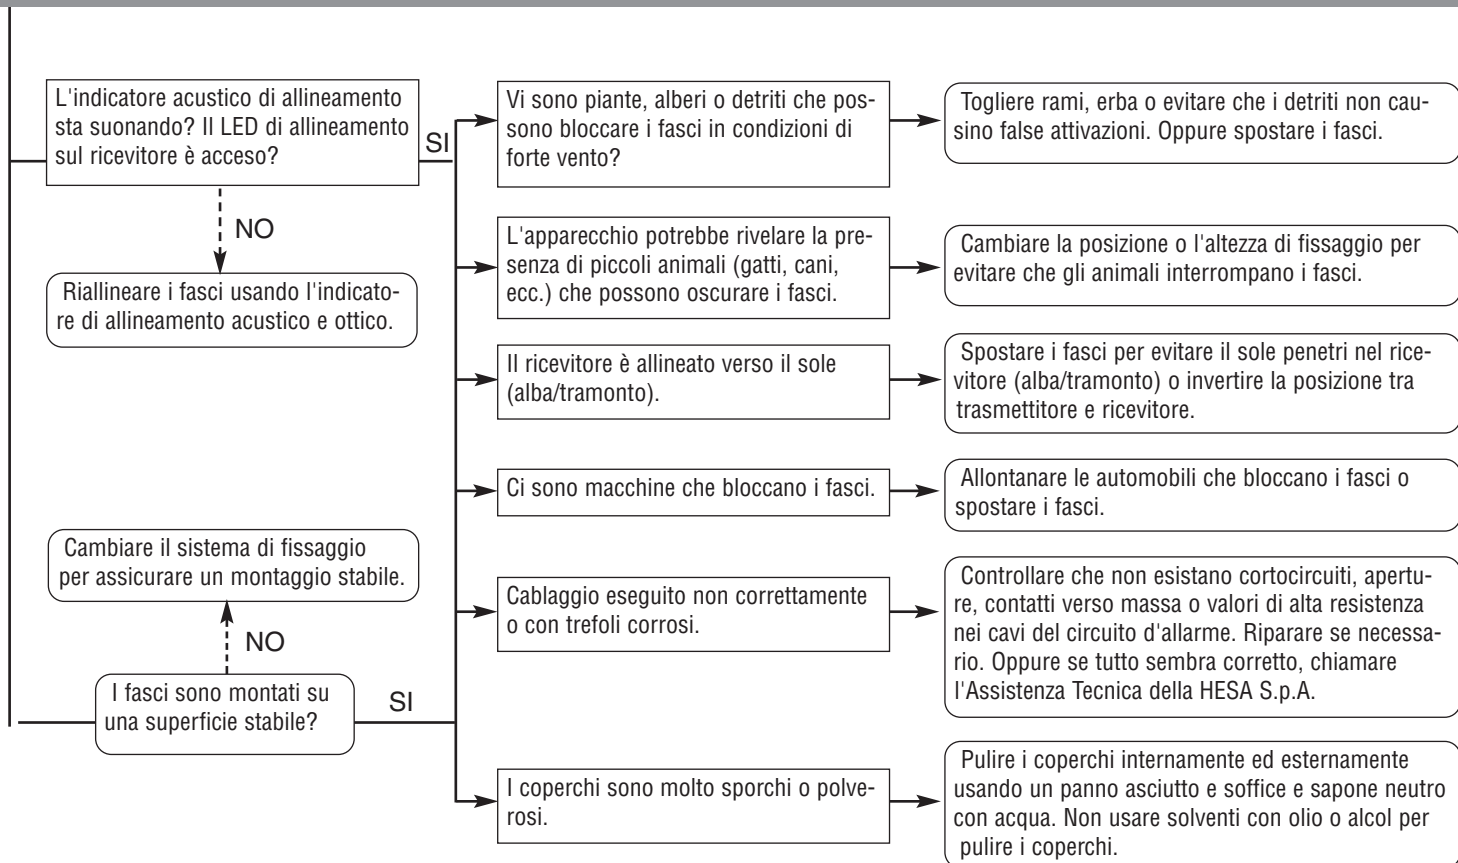 L'indicatore acustico di allineamento
sta suonando? Il LED di allineamento
sul ricevitore è acceso?
SI
NO
Riallineare i fasci usando l'indicato-
re di allineamento acustico e ottico.
Cambiare il sistema di fissaggio
per assicurare un montaggio stabile.
NO
I fasci sono montati su
una superficie stabile?
SI
Vi sono piante, alberi o detriti che pos-
sono bloccare i fasci in condizioni di
forte vento?
Togliere rami, erba o evitare che i detriti non cau-
sino false attivazioni. Oppure spostare i fasci.
L'apparecchio potrebbe rivelare la pre-
senza di piccoli animali (gatti, cani,
ecc.) che possono oscurare i fasci.
Cambiare la posizione o l'altezza di fissaggio per
evitare che gli animali interrompano i fasci.
Il ricevitore è allineato verso il sole
(alba/tramonto).
Spostare i fasci per evitare il sole penetri nel rice-
vitore (alba/tramonto) o invertire la posizione tra
trasmettitore e ricevitore.
Ci sono macchine che bloccano i fasci.
Allontanare le automobili che bloccano i fasci o
spostare i fasci.
Cablaggio eseguito non correttamente
o con trefoli corrosi.
Controllare che non esistano cortocircuiti, apertu-
re, contatti verso massa o valori di alta resistenza
nei cavi del circuito d'allarme. Riparare se necessa-
rio. Oppure se tutto sembra corretto, chiamare
l'Assistenza Tecnica della HESA S.p.A.
I coperchi sono molto sporchi o polve-
rosi.
Pulire i coperchi internamente ed esternamente
usando un panno asciutto e soffice e sapone neutro
con acqua. Non usare solventi con olio o alcol per
pulire i coperchi.